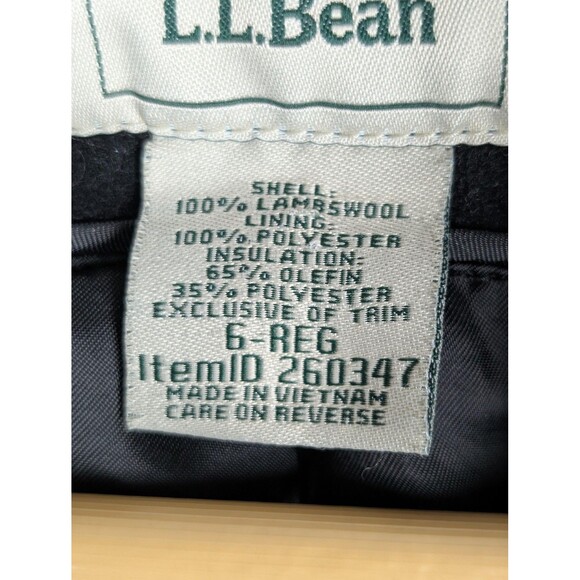 L.L.Bean
SHELL:
100% LAMBSWOOL
LINING:
100% POLYESTER
INSULATION:
65% OLEFIN
35% POLYESTER
EXCLUSIVE OF TRIM
6-REG
ItemID 260347
MADE IN VIETNAM
CARE ON REVERSE